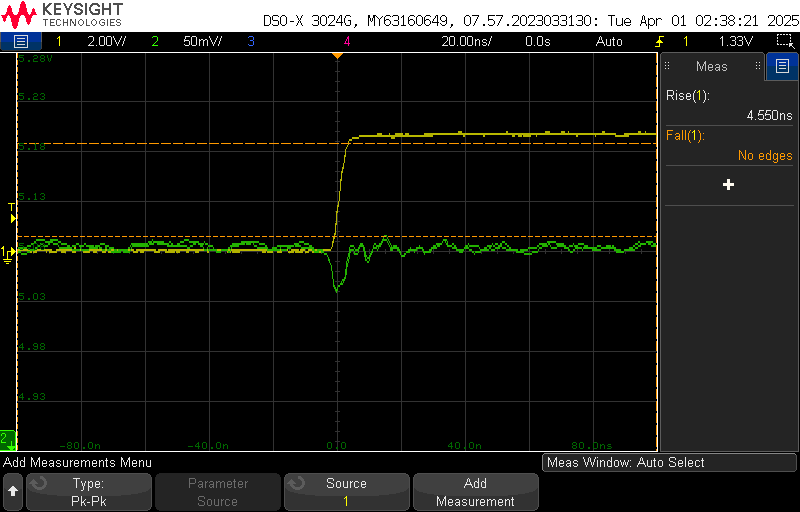 KEYSIGHT
TECHNOLOGIES
DSO-X 3024G, MY63160649, 07.57.2023033130: Tue Apr 01 02:38:21 2025
1 2.00V/ 2 50mV/ 3 4 20.00ns/ 0.0s Auto 1 1.33V
5.28V
5.23
5.18
5.13
5.03
4.98
4.93
T
1
2
-80.0n -40.0n 0.0 40.0n 80.0ns
Meas
Rise(1):
4.550ns
Fall(1):
No edges
Add Measurements Menu
Meas Window: Auto Select
Type:
Pk-Pk
Parameter
Source
Source
1
Add
Measurement